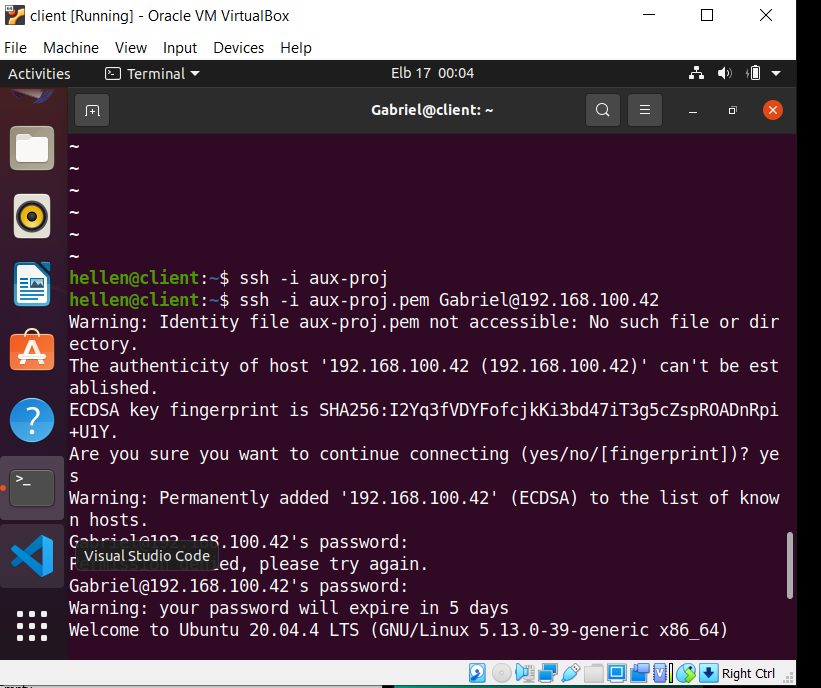 client [Running] - Oracle VM VirtualBox
File Machine View Input Devices Help
Activities Terminal Elb 17 00:04
Gabriel@client: ~
~
~
~
~
~
~
hellen@client:~$ ssh -i aux-proj
hellen@client:~$ ssh -i aux-proj.pem Gabriel@192.168.100.42
Warning: Identity file aux-proj.pem not accessible: No such file or dir
ectory.
The authenticity of host '192.168.100.42 (192.168.100.42)' can't be est
ablished.
ECDSA key fingerprint is SHA256:I2Yq3fVDYFofcjkKi3bd47iT3g5cZspROADnRpi
+U1Y.
Are you sure you want to continue connecting (yes/no/[fingerprint])? ye
s
Warning: Permanently added '192.168.100.42' (ECDSA) to the list of know
n hosts.
Gabriel@192.168.100.42's password:
Visual Studio Code
Permission denied, please try again.
Gabriel@192.168.100.42's password:
Warning: your password will expire in 5 days
Welcome to Ubuntu 20.04.4 LTS (GNU/Linux 5.13.0-39-generic x86_64)
Right Ctrl